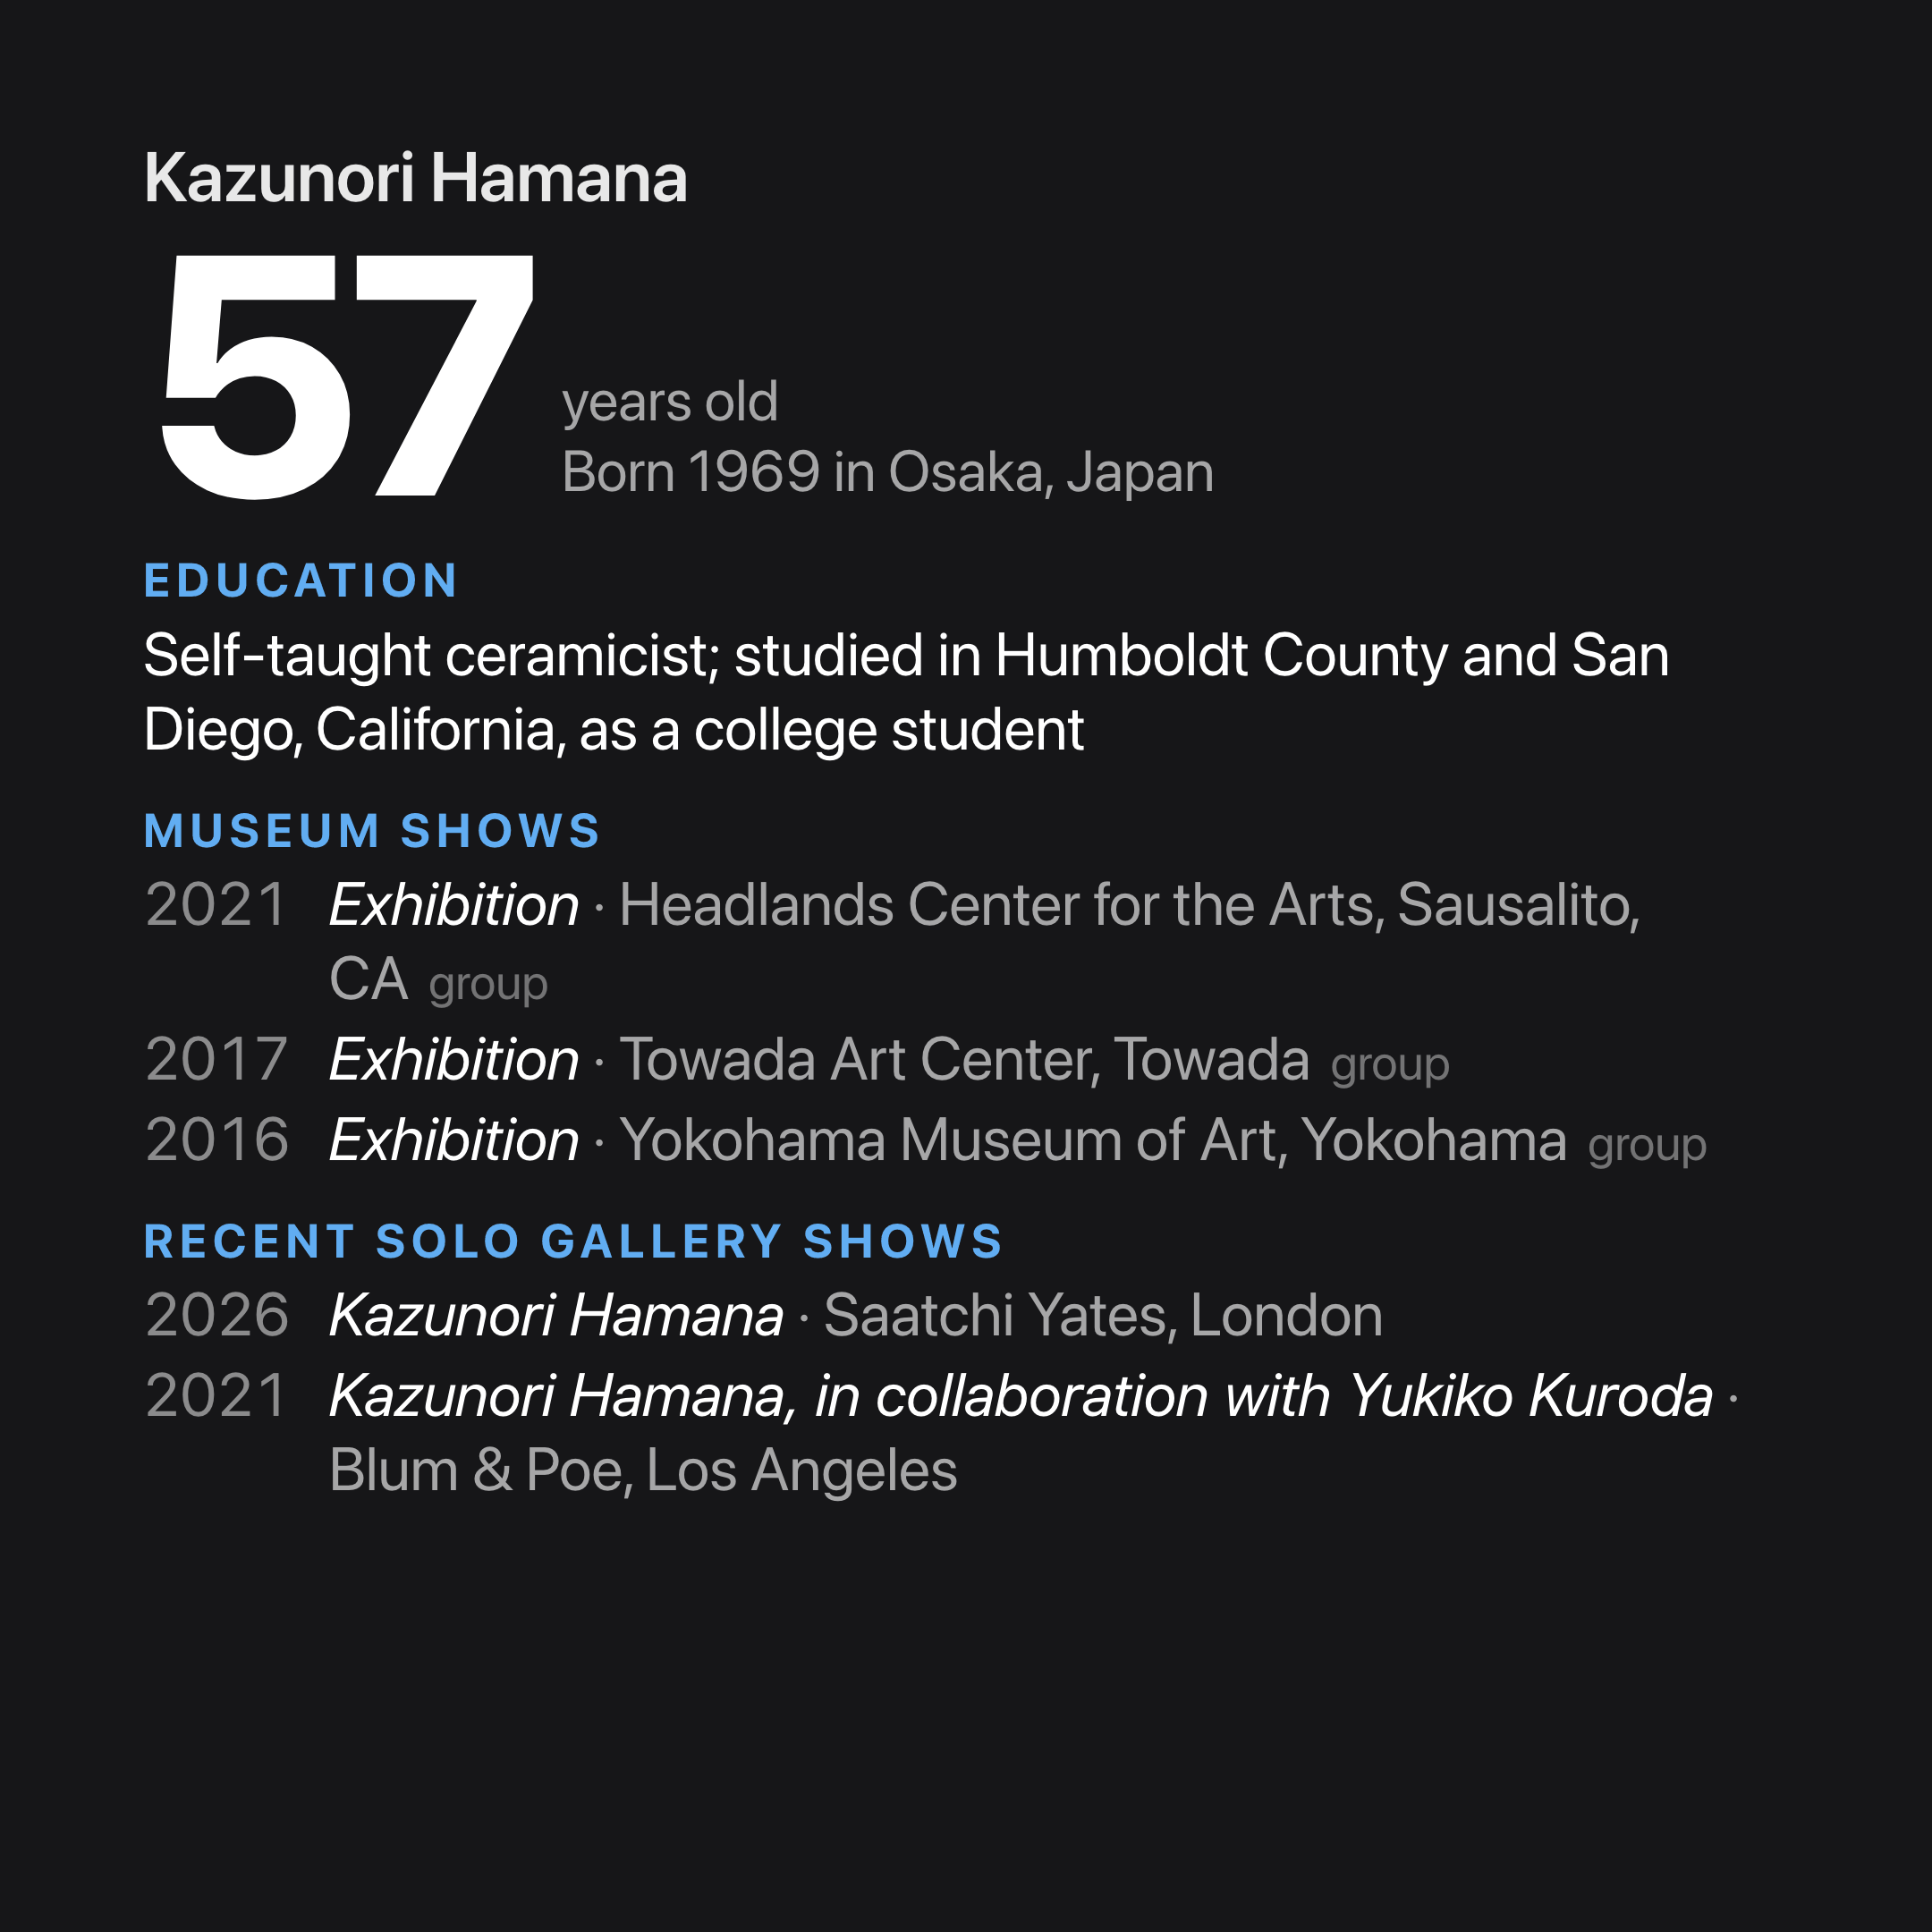 Kazunori Hamana
57
years old
Born 1969 in Osaka, Japan
EDUCATION
Self-taught ceramicist; studied in Humboldt County and San
Diego, California, as a college student
MUSEUM SHOWS
2021 Exhibition · Headlands Center for the Arts, Sausalito,
CA group
2017 Exhibition · Towada Art Center, Towada group
2016 Exhibition · Yokohama Museum of Art, Yokohama group
RECENT SOLO GALLERY SHOWS
2026 Kazunori Hamana · Saatchi Yates, London
2021 Kazunori Hamana, in collaboration with Yukiko Kuroda ·
Blum & Poe, Los Angeles